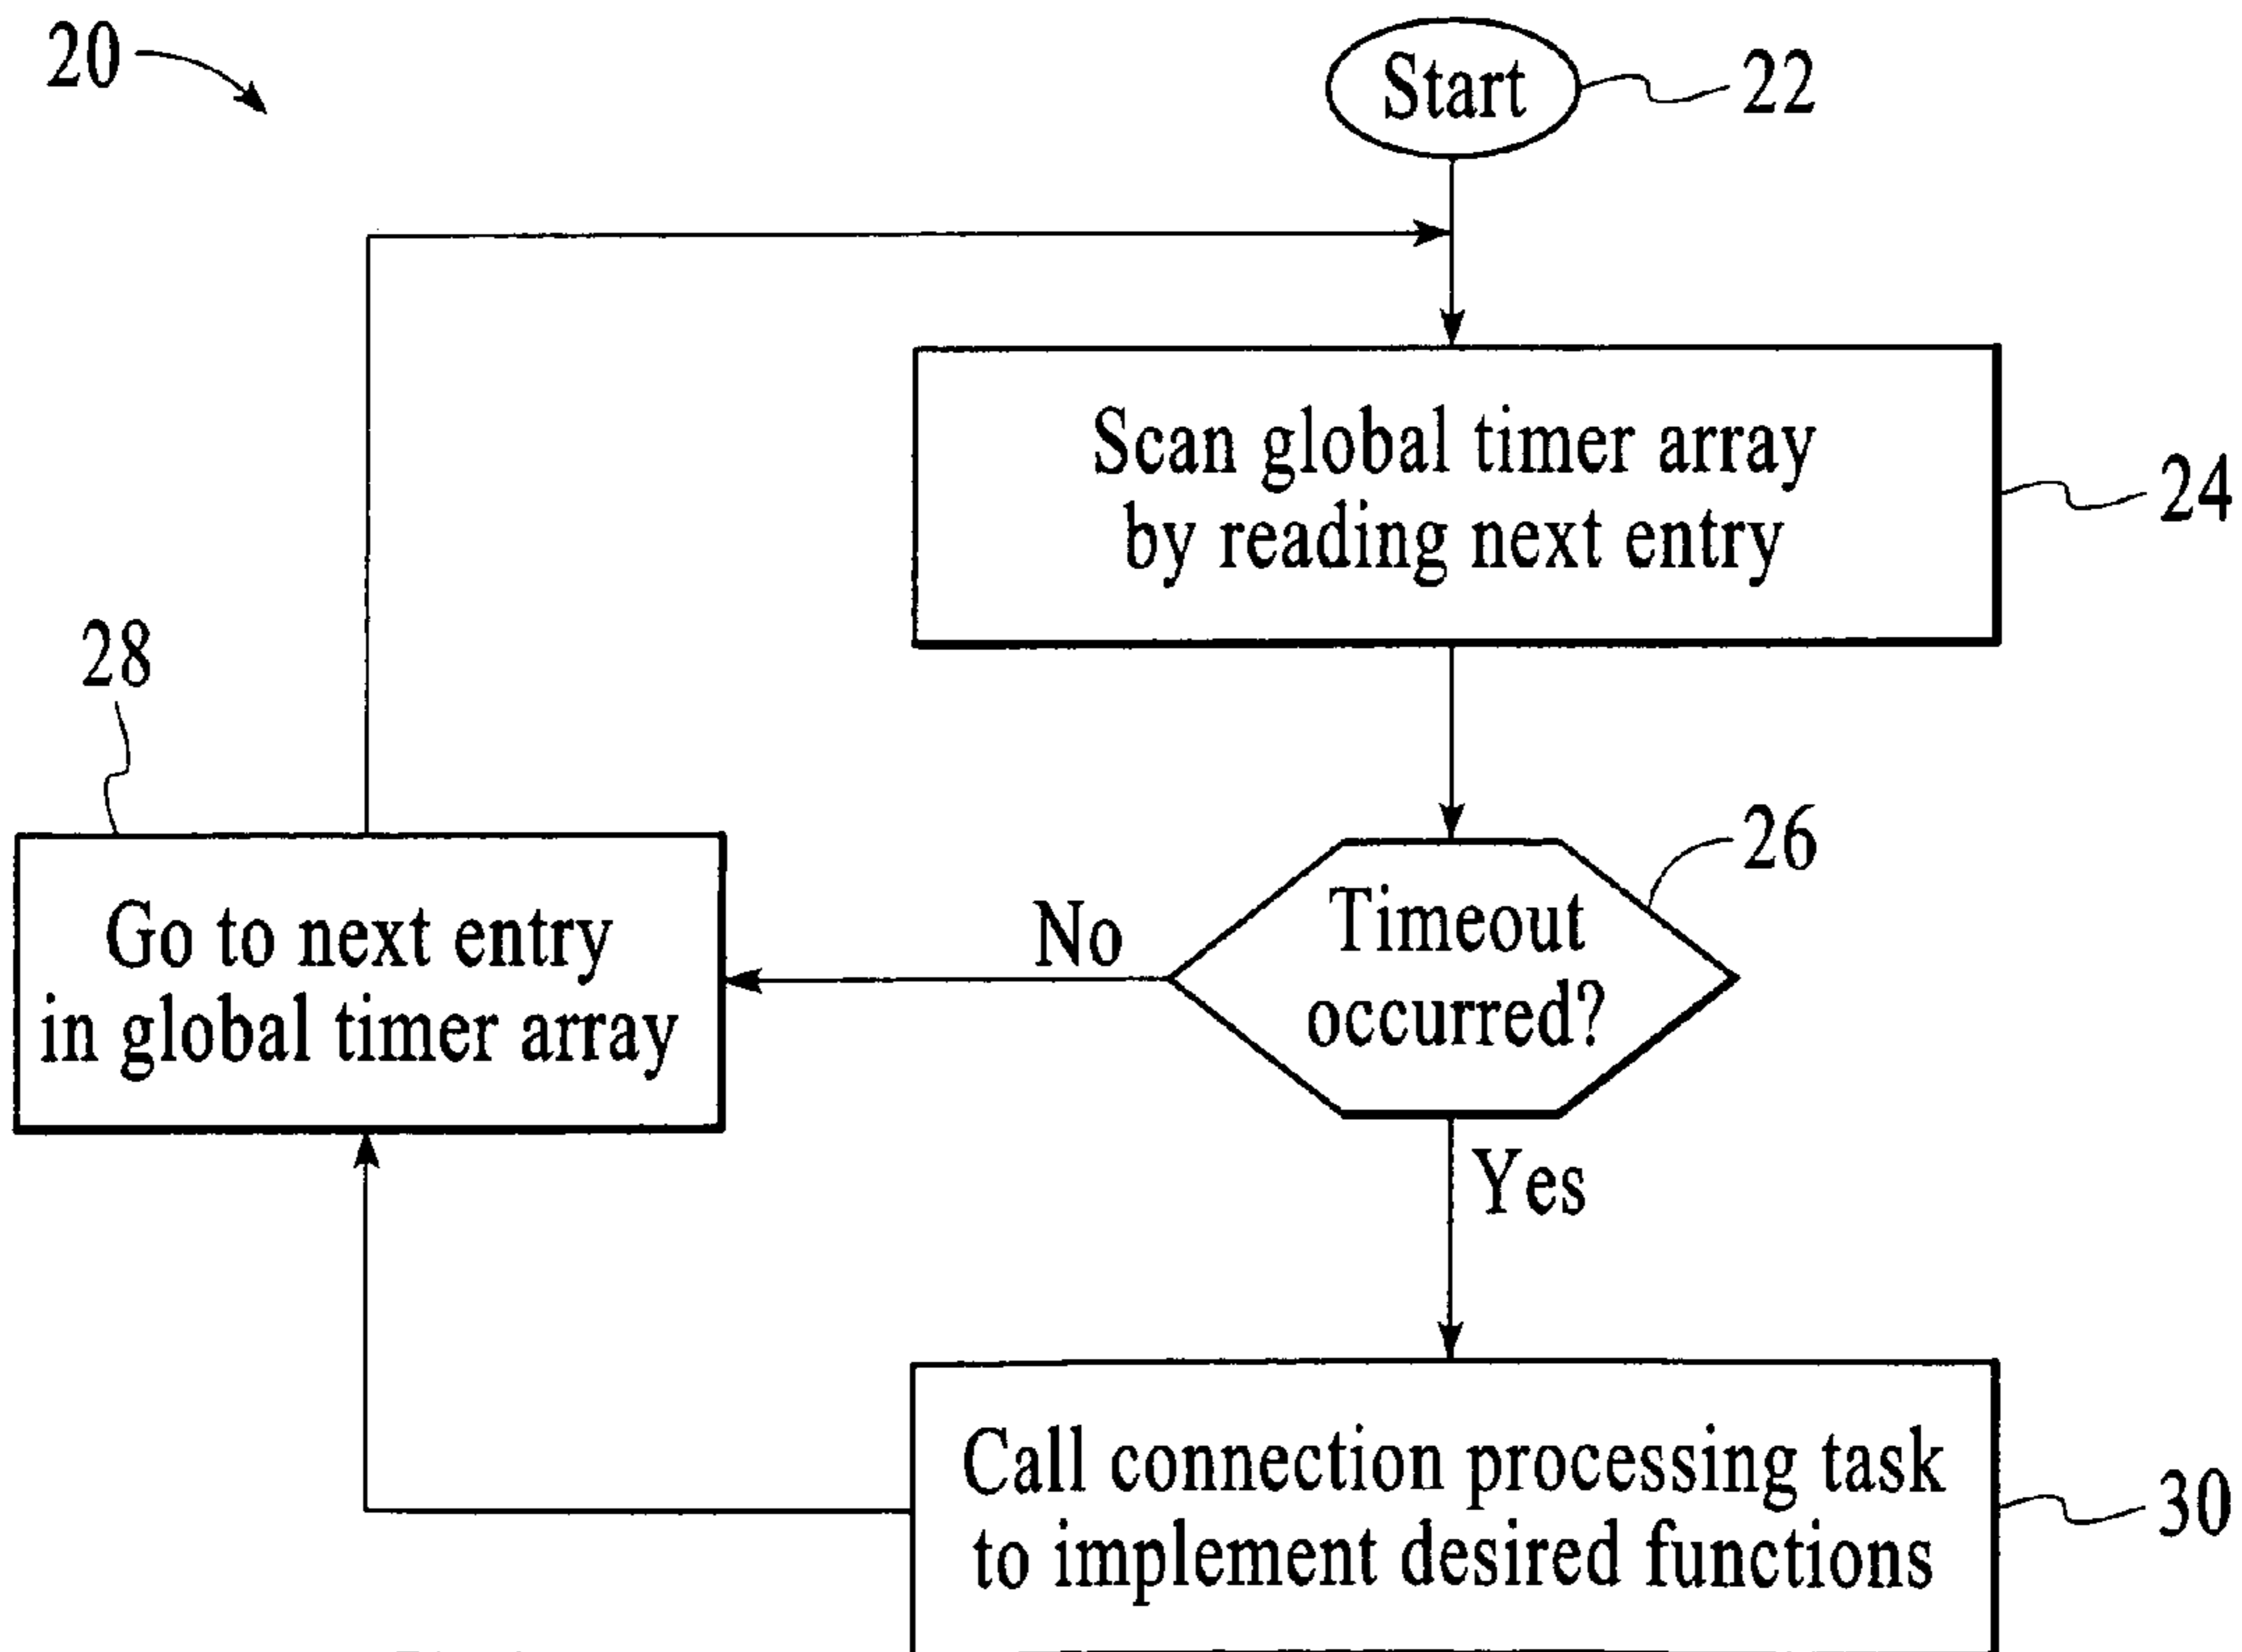 20
Start
22
Scan global timer array
by reading next entry
24
28
Go to next entry
in global timer array
No
Timeout
occurred?
26
Yes
Call connection processing task
to implement desired functions
30